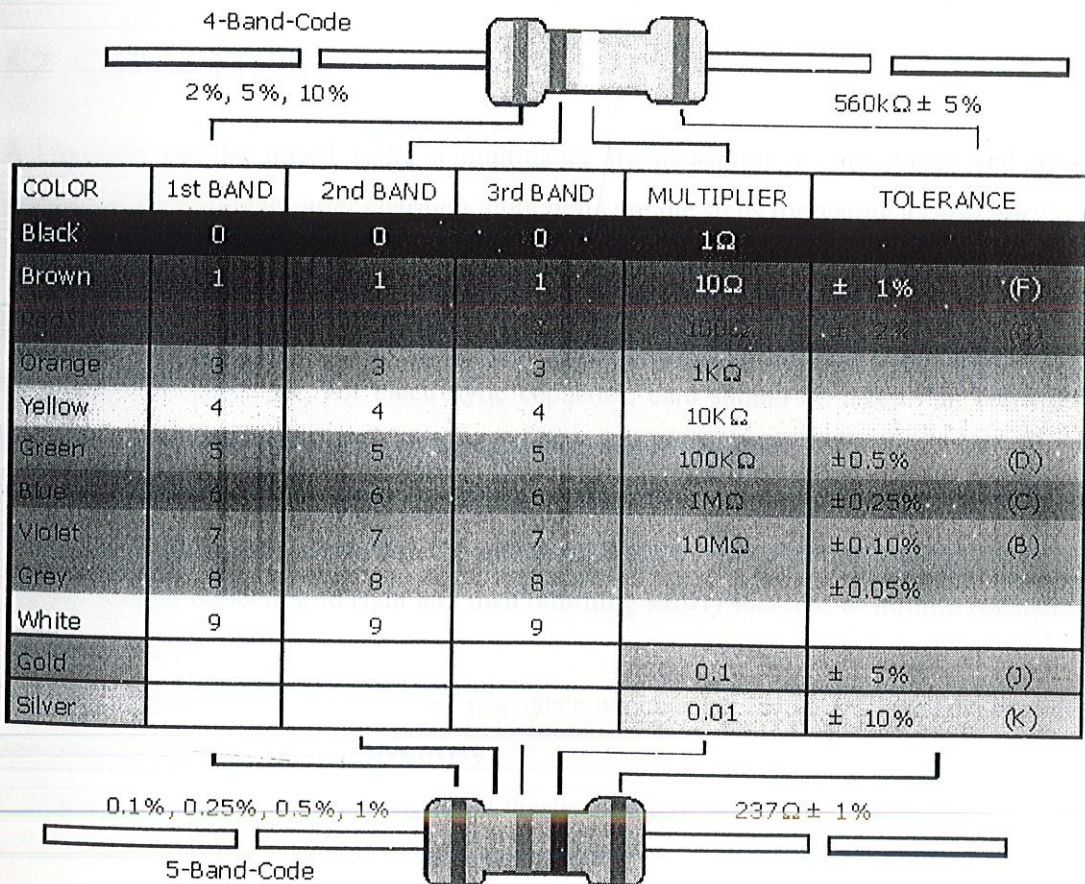 4-Band-Code
2%, 5%, 10%
560kΩ ± 5%
COLOR 1st BAND 2nd BAND 3rd BAND MULTIPLIER TOLERANCE
Black 0 0 0 1Ω
Brown 1 1 1 10Ω ± 1% (F)
Red 100Ω ± 2% (G)
Orange 3 3 3 1KΩ
Yellow 4 4 4 10KΩ
Green 5 5 5 100KΩ ±0.5% (D)
Blue 6 6 6 1MΩ ±0.25% (C)
Violet 7 7 7 10MΩ ±0.10% (B)
Grey 8 8 8 ±0.05%
White 9 9 9
Gold 0.1 ± 5% (J)
Silver 0.01 ± 10% (K)
0.1%, 0.25%, 0.5%, 1%
237Ω ± 1%
5-Band-Code